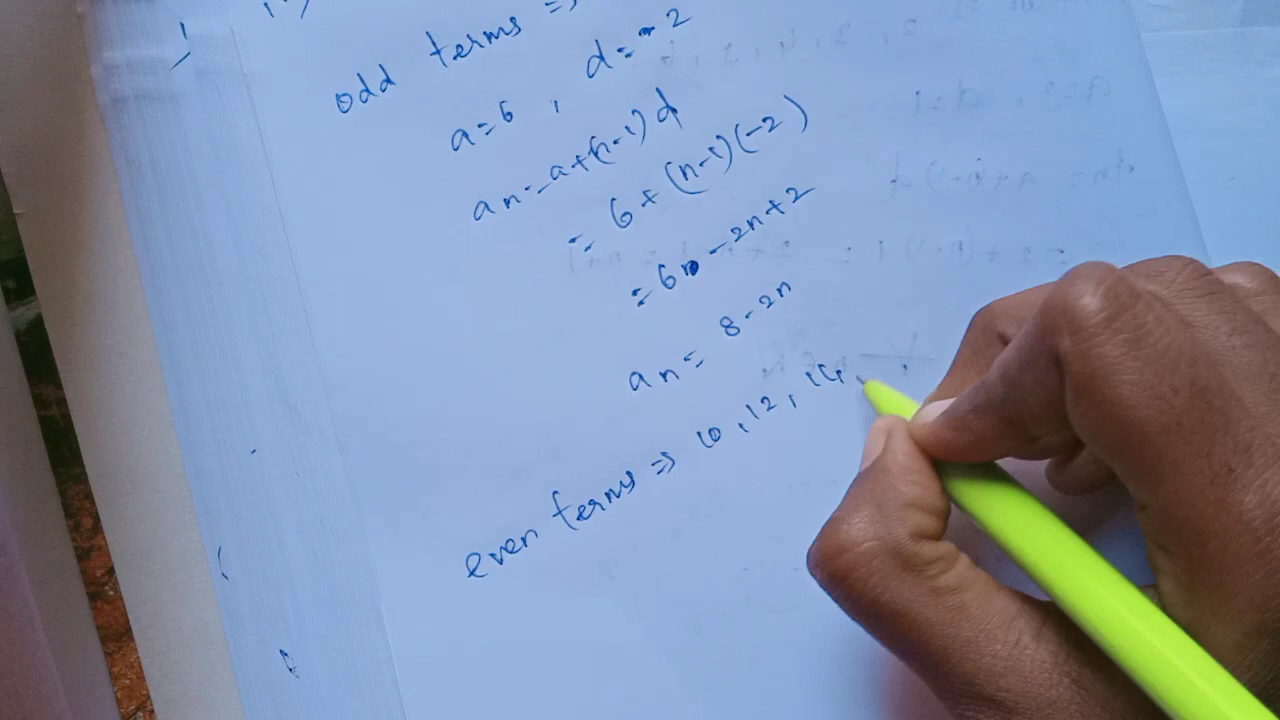 odd terms ⇒
a=6, d=-2
an=a+(n-1)d
= 6+(n-1)(-2)
= 6 - 2n+2
an = 8-2n
even terms ⇒ 10, 12, 14,